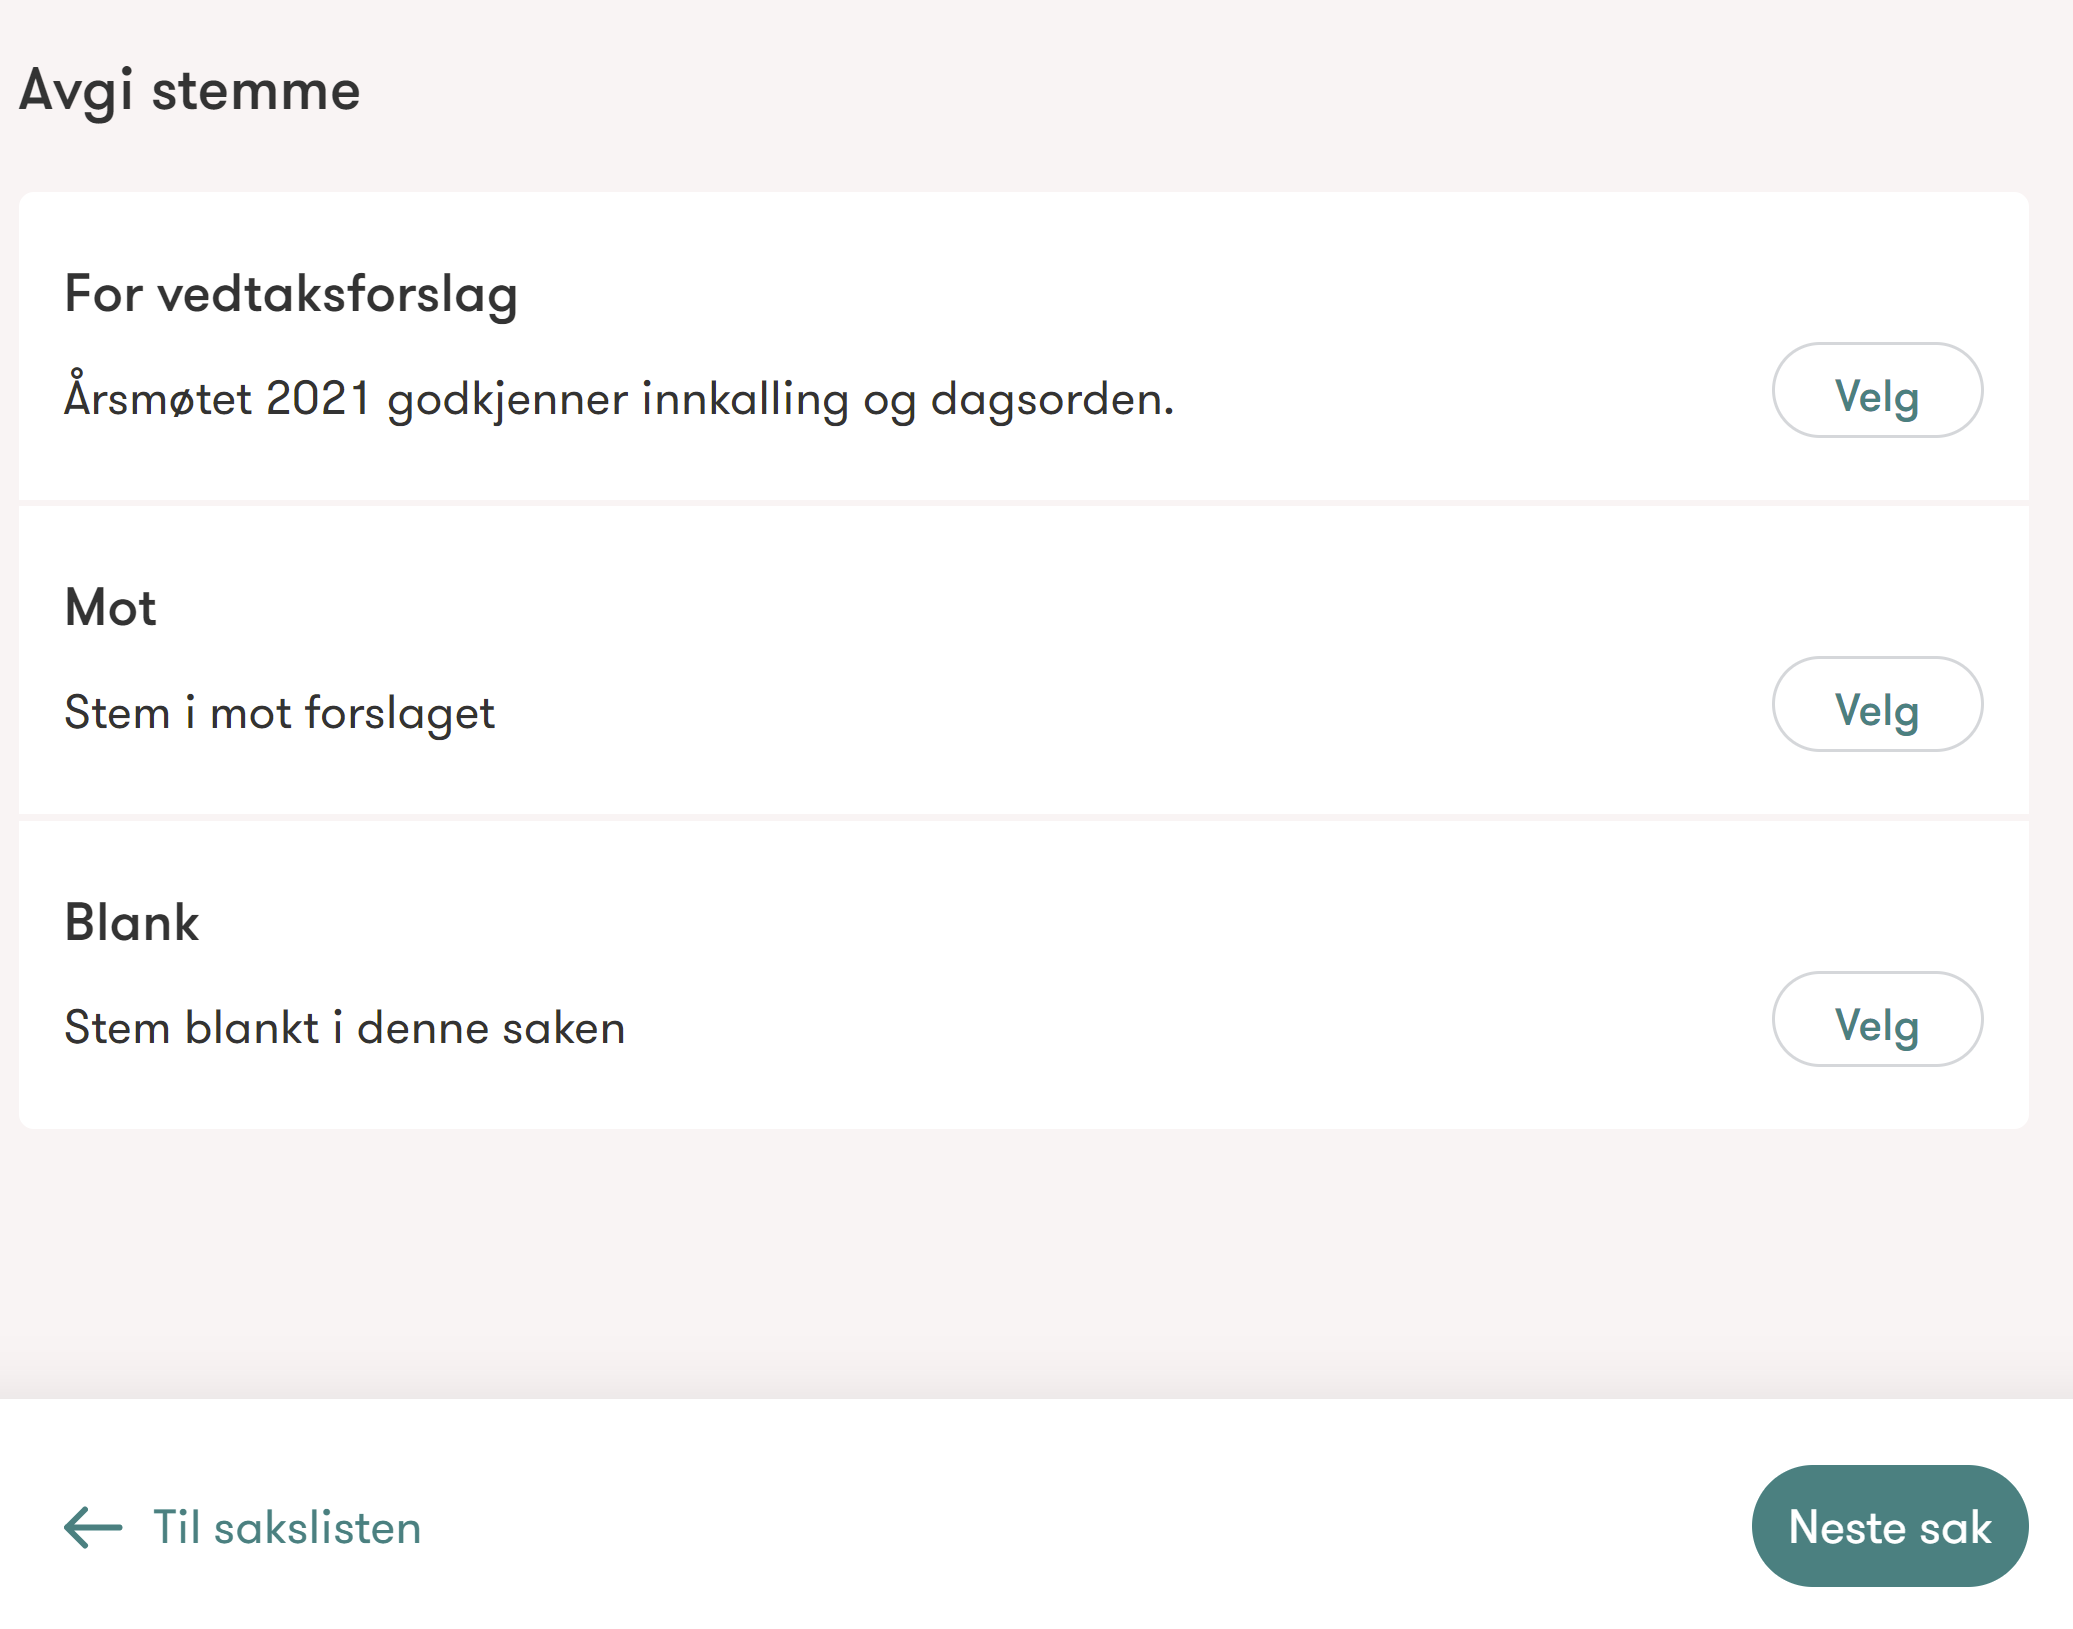 Avgi stemme
For vedtaksforslag
Årsmøtet 2021 godkjenner innkalling og dagsorden.
Velg
Mot
Stem i mot forslaget
Velg
Blank
Stem blankt i denne saken
Velg
Til sakslisten
Neste sak